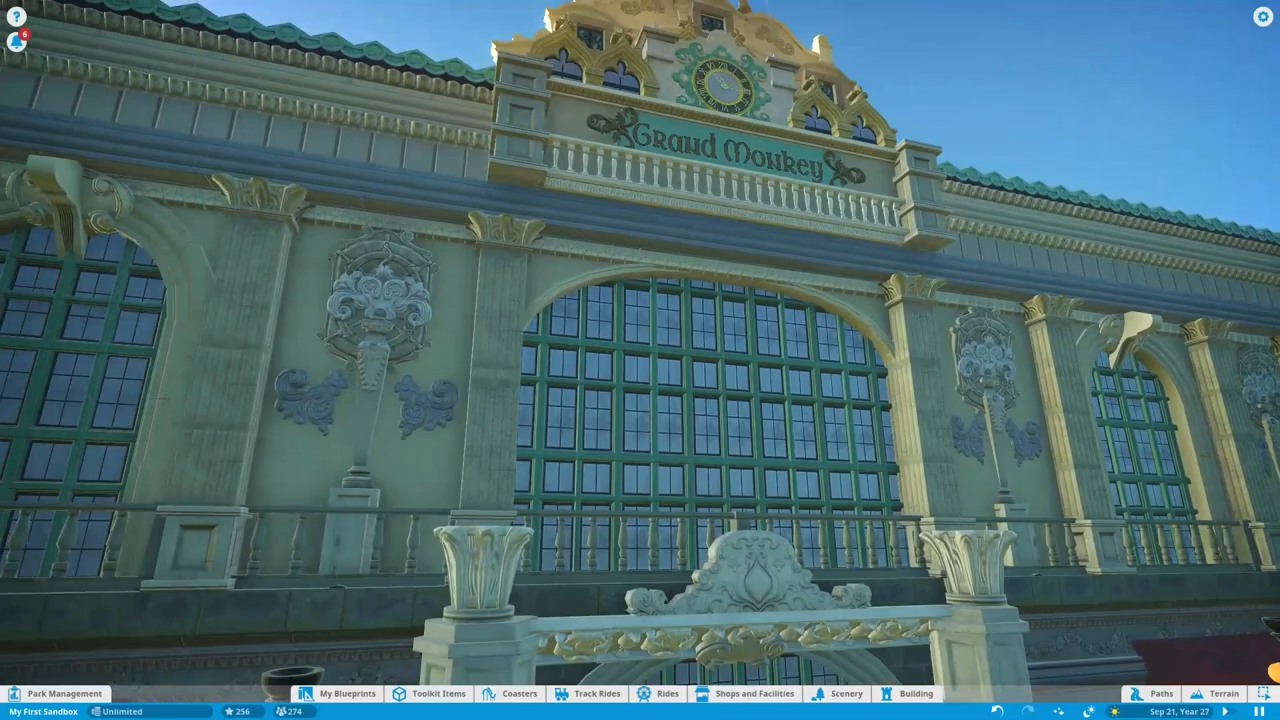 ?
6
Grand Monkey
Park Management
My Blueprints
Toolkit Items
Coasters
Track Rides
Rides
Shops and Facilities
Scenery
Building
Paths
Terrain
My First Sandbox
Unlimited
256
274
Sep 21, Year 27